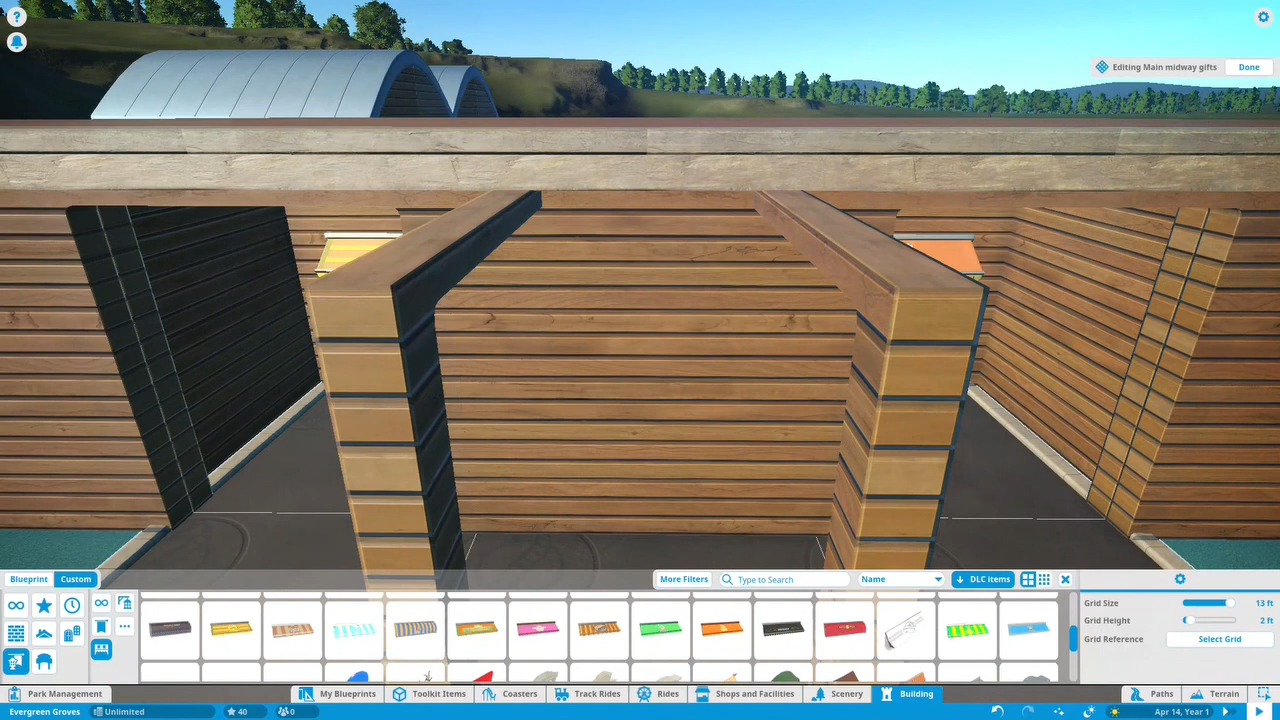 Editing Main midway gifts
Done
Blueprint
Custom
More Filters
Type to Search
Name
DLC items
Grid Size
13 ft
Grid Height
2 ft
Grid Reference
Select Grid
Park Management
My Blueprints
Toolkit Items
Coasters
Track Rides
Rides
Shops and Facilities
Scenery
Building
Paths
Terrain
Evergreen Groves
Unlimited
40
0
Apr 14, Year 1